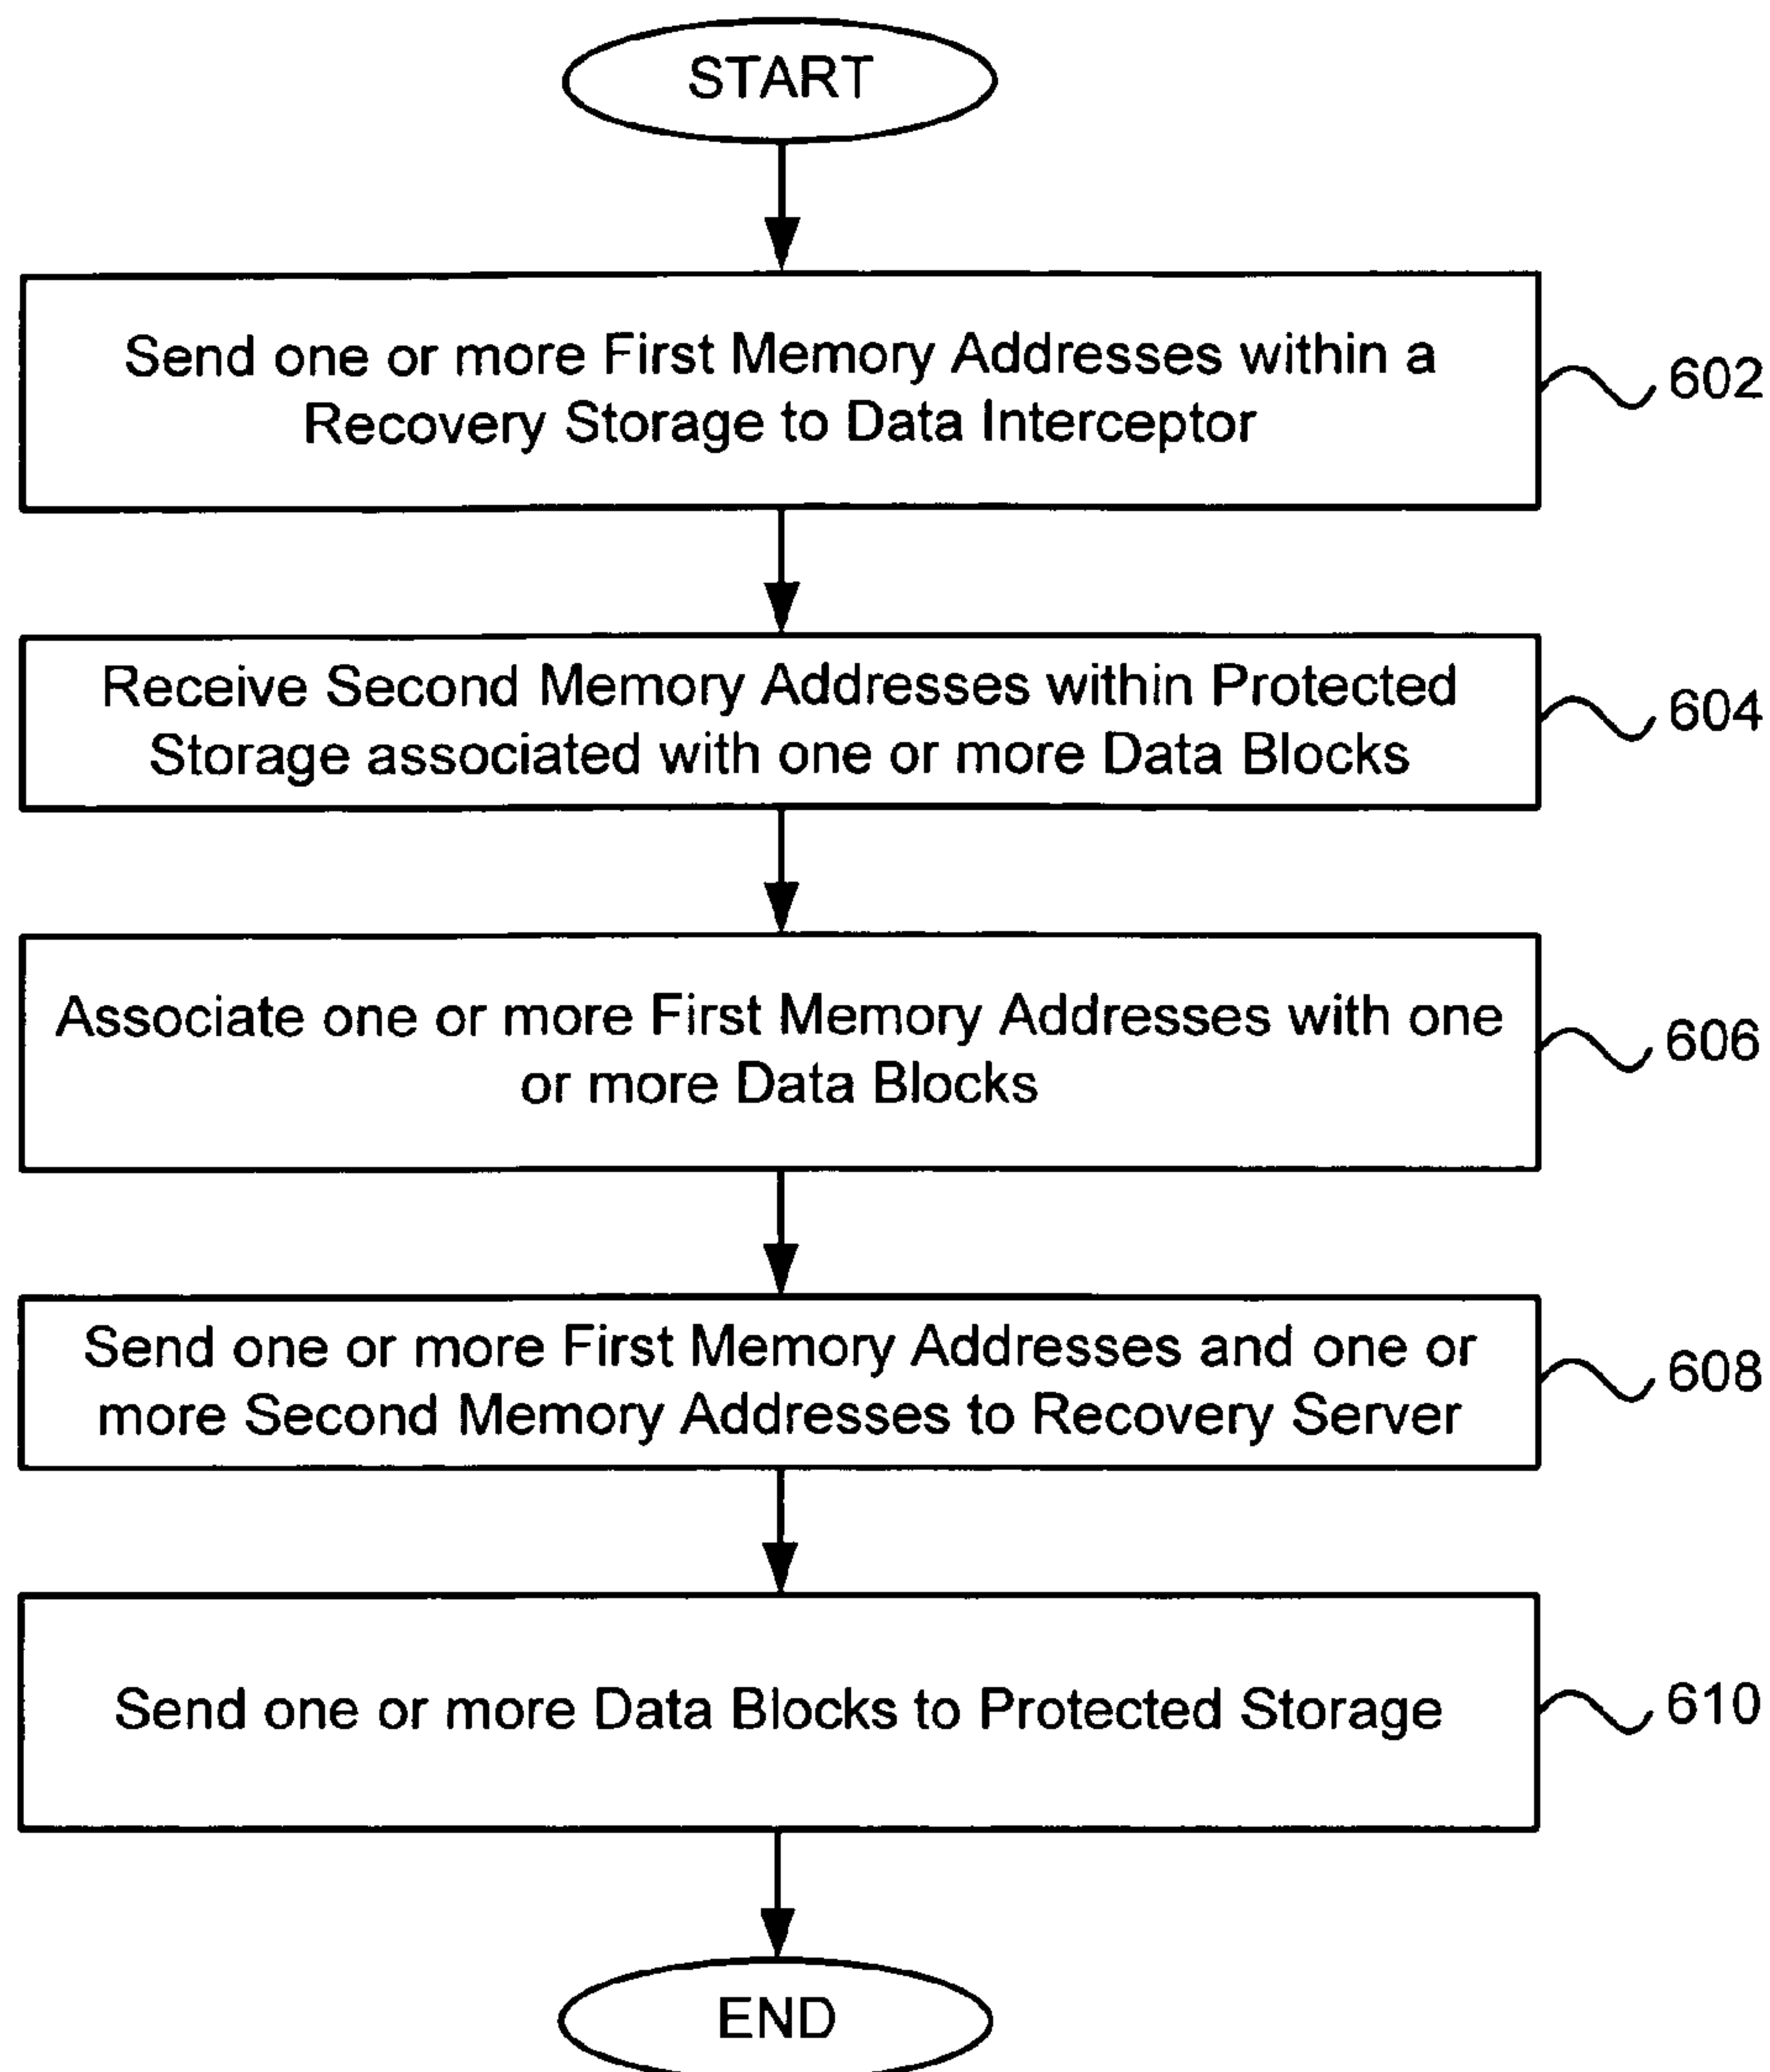 START
Send one or more First Memory Addresses within a
Recovery Storage to Data Interceptor
602
Receive Second Memory Addresses within Protected
Storage associated with one or more Data Blocks
604
Associate one or more First Memory Addresses with one
or more Data Blocks
606
Send one or more First Memory Addresses and one or
more Second Memory Addresses to Recovery Server
608
Send one or more Data Blocks to Protected Storage
610
END